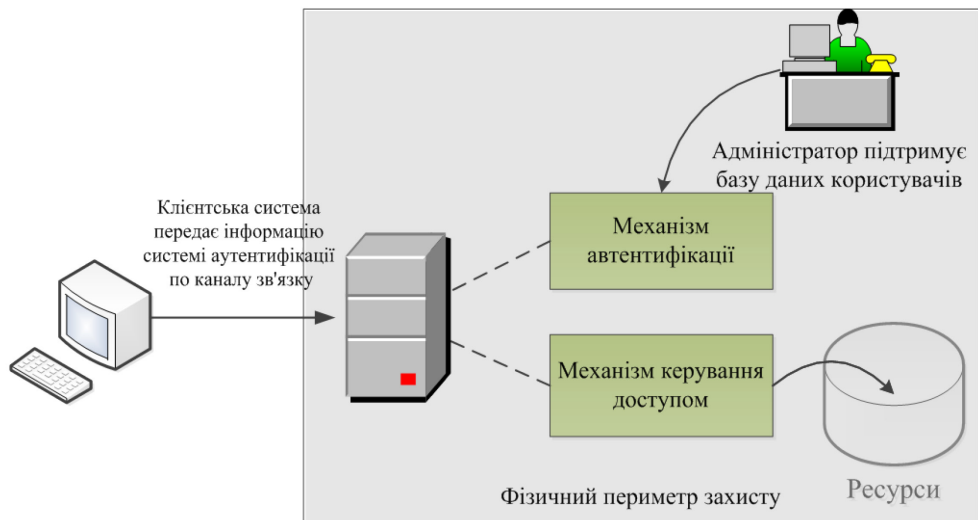 Адміністратор підтримує
базу даних користувачів
Клієнтська система
передає інформацію
системі аутентифікації
по каналу зв'язку
Механізм
автентифікації
Механізм керування
доступом
Фізичний периметр захисту
Ресурси